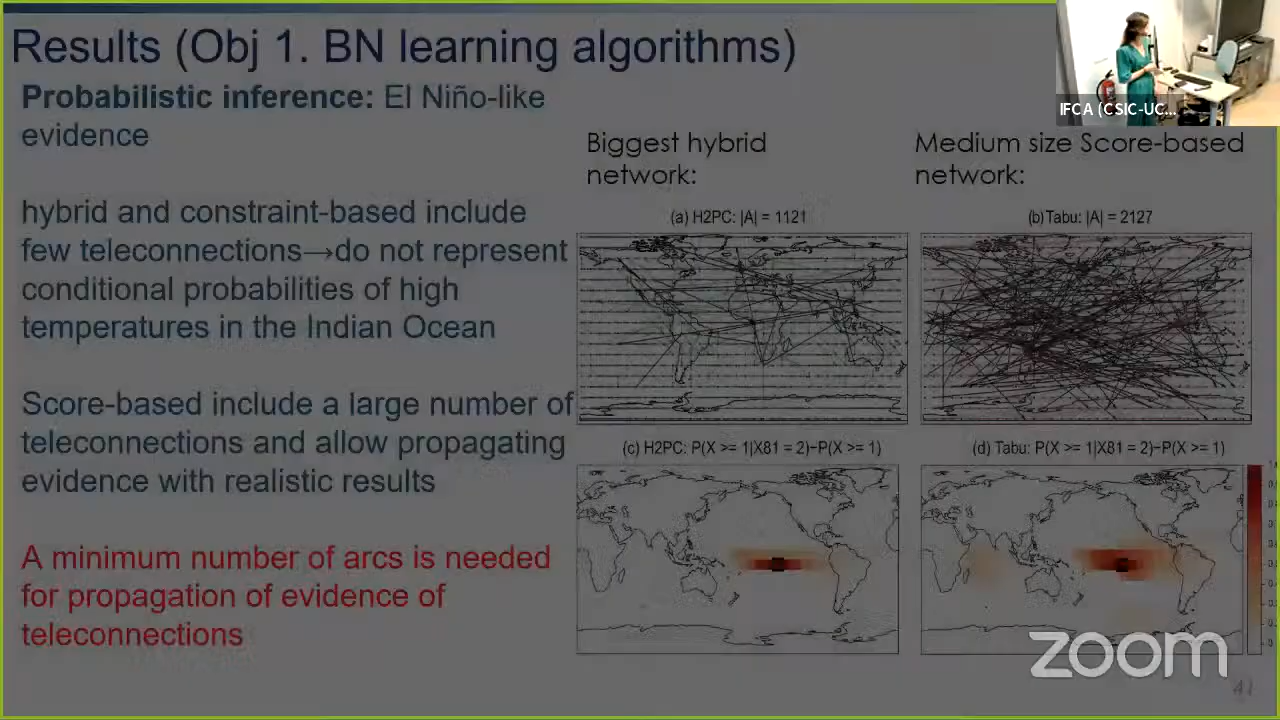 Results (Obj 1. BN learning algorithms)
IFCA (CSIC-UC...
Probabilistic inference: El Niño-like
evidence
hybrid and constraint-based include
few teleconnections→do not represent
conditional probabilities of high
temperatures in the Indian Ocean
Score-based include a large number of
teleconnections and allow propagating
evidence with realistic results
A minimum number of arcs is needed
for propagation of evidence of
teleconnections
Biggest hybrid
network:
Medium size Score-based
network:
(a) H2PC: |A| = 1121
(b) Tabu: |A| = 2127
(c) H2PC: P(X >= 1|X81 = 2)−P(X >= 1)
(d) Tabu: P(X >= 1|X81 = 2)−P(X >= 1)
zoom
41